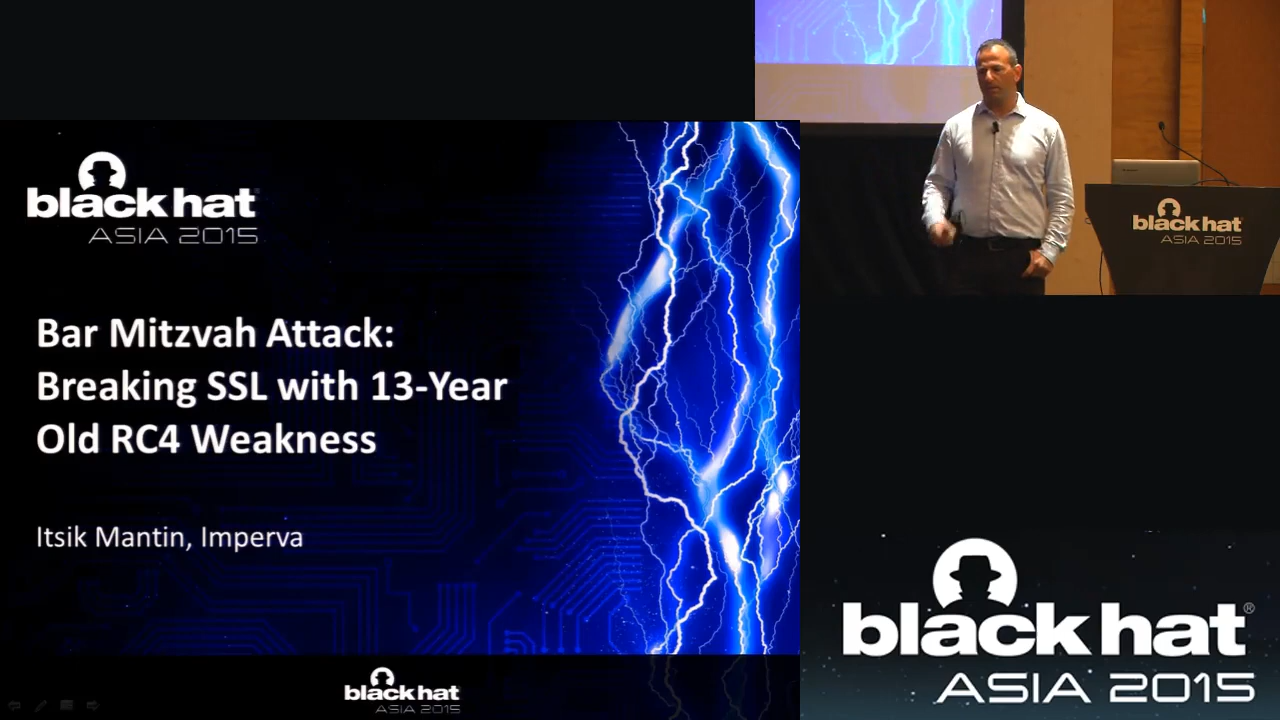 black hat
ASIA 2015
Bar Mitzvah Attack:
Breaking SSL with 13-Year
Old RC4 Weakness
Itsik Mantin, Imperva
black hat
ASIA 2015
black hat
ASIA 2015
black hat®
ASIA 2015